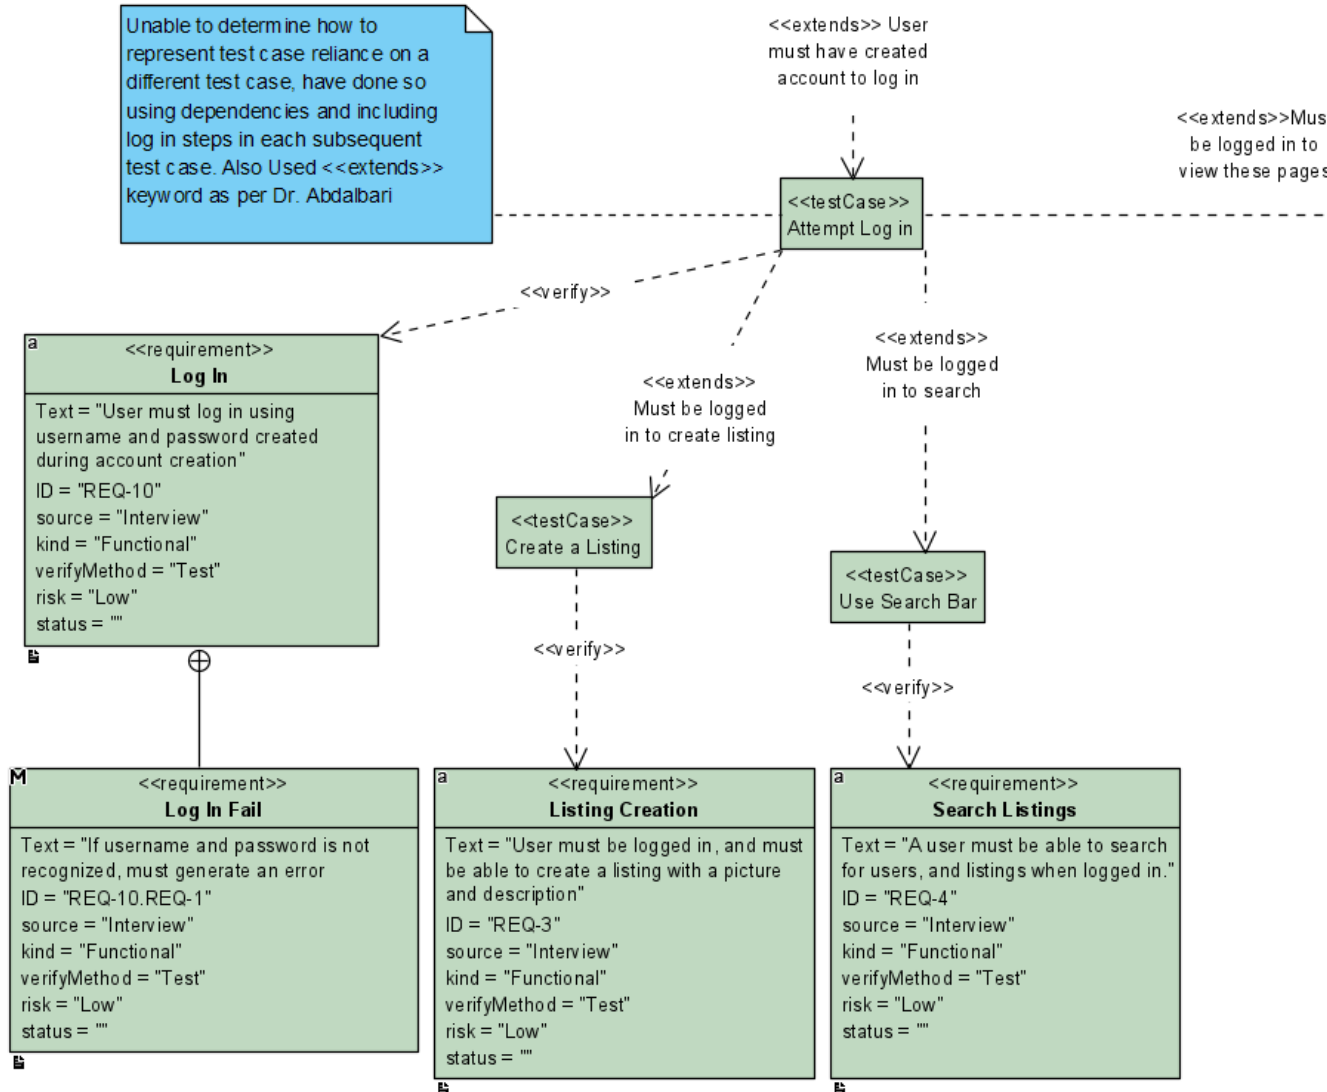 Unable to determine how to
represent test case reliance on a
different test case, have done so
using dependencies and including
log in steps in each subsequent
test case. Also Used <<extends>>
keyword as per Dr. Abdalbari
<<extends>> User
must have created
account to log in
<<extends>>Mus
be logged in to
view these pages
<<testCase>>
Attempt Log in
<<verify>>
<<extends>>
Must be logged
in to create listing
<<extends>>
Must be logged
in to search
a
<<requirement>>
Log In
Text = "User must log in using
username and password created
during account creation"
ID = "REQ-10"
source = "Interview"
kind = "Functional"
verifyMethod = "Test"
risk = "Low"
status = ""
<<testCase>>
Create a Listing
<<testCase>>
Use Search Bar
<<verify>>
<<verify>>
M
<<requirement>>
Log In Fail
Text = "If username and password is not
recognized, must generate an error
ID = "REQ-10.REQ-1"
source = "Interview"
kind = "Functional"
verifyMethod = "Test"
risk = "Low"
status = ""
a
<<requirement>>
Listing Creation
Text = "User must be logged in, and must
be able to create a listing with a picture
and description"
ID = "REQ-3"
source = "Interview"
kind = "Functional"
verifyMethod = "Test"
risk = "Low"
status = ""
a
<<requirement>>
Search Listings
Text = "A user must be able to search
for users, and listings when logged in."
ID = "REQ-4"
source = "Interview"
kind = "Functional"
verifyMethod = "Test"
risk = "Low"
status = ""